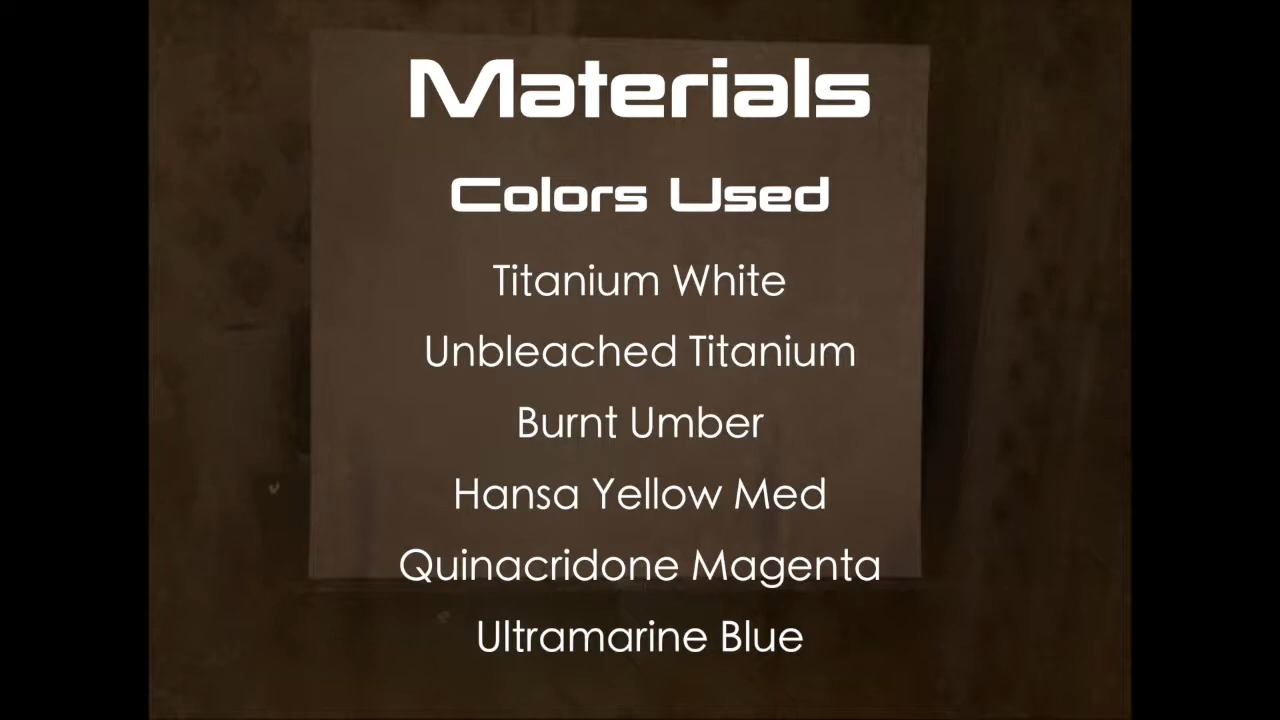 Materials
Colors Used
Titanium White
Unbleached Titanium
Burnt Umber
Hansa Yellow Med
Quinacridone Magenta
Ultramarine Blue